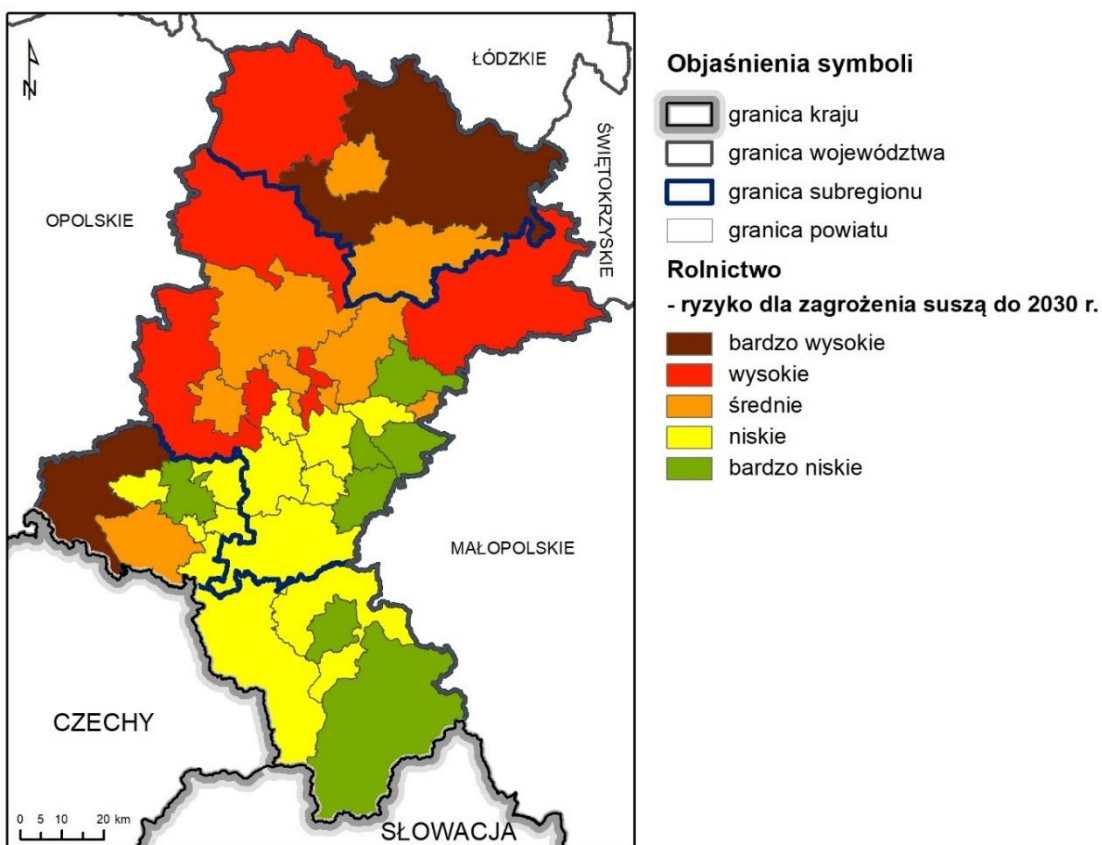 N
ŁÓDZKIE
ŚWIĘTOKRZYSKIE
OPOLSKIE
MAŁOPOLSKIE
CZECHY
SŁOWACJA
0 5 10 20 km
Objaśnienia symboli
granica kraju
granica województwa
granica subregionu
granica powiatu
Rolnictwo
- ryzyko dla zagrożenia suszą do 2030 r.
bardzo wysokie
wysokie
średnie
niskie
bardzo niskie